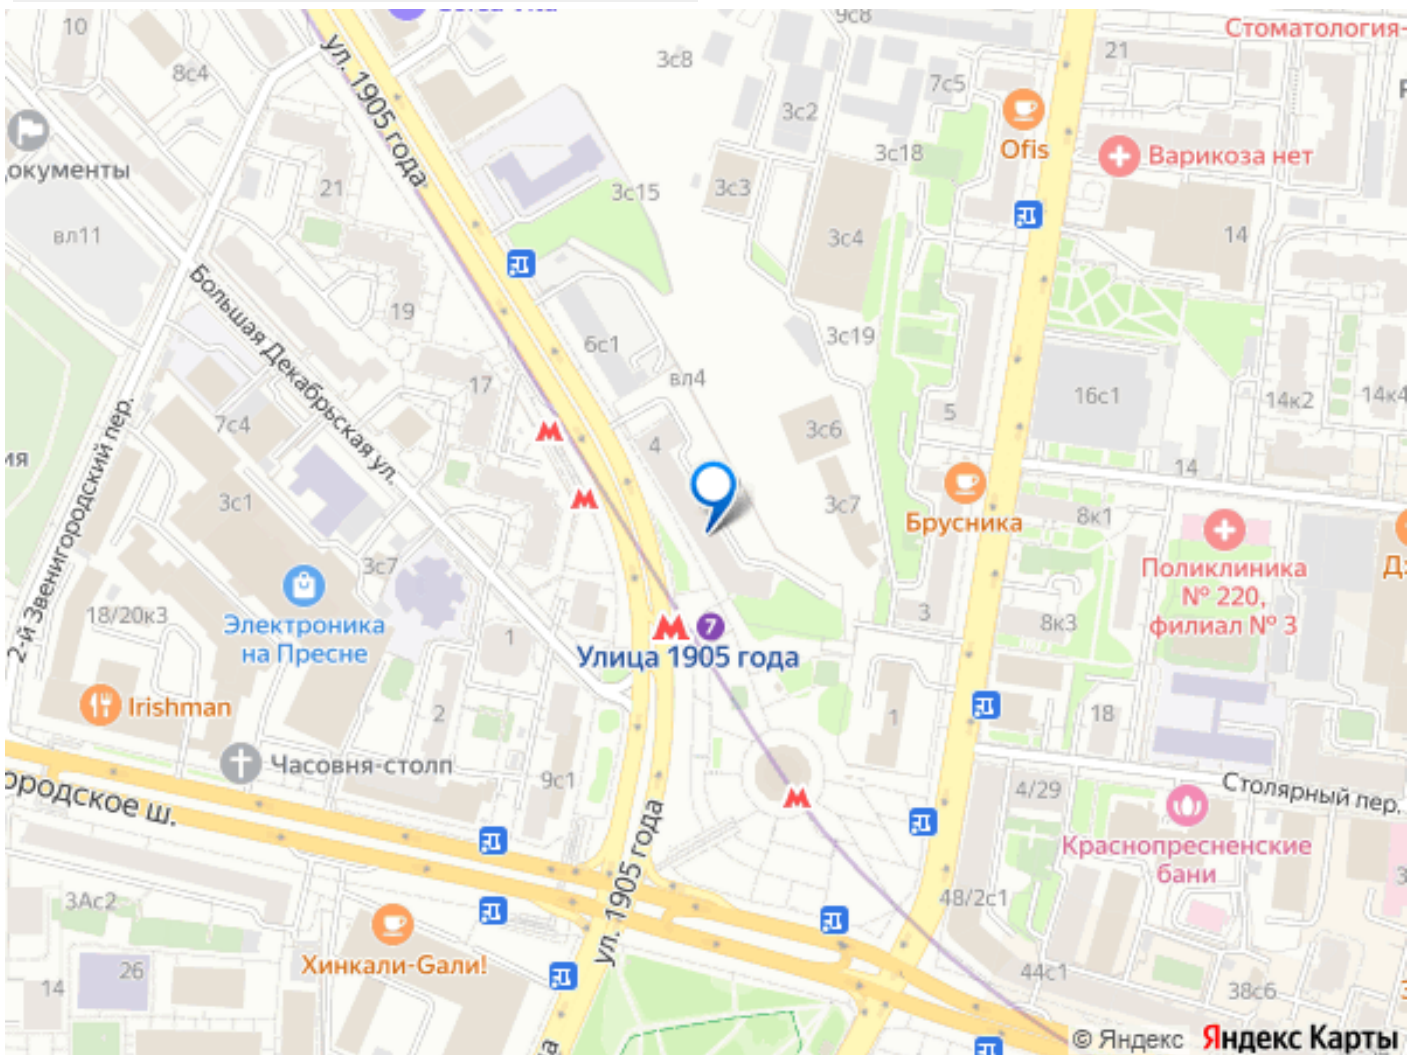 10
8с4
ул. 1905 года
9с8
3с8
7с5
21
Стоматология-
3с2
Ofis
3с18
Варикоза нет
окументы
21
3с15
3с3
вл11
3с4
14
Большая Декабрьская ул.
19
6с1
3с19
вл4
17
16с1
14к2
14к4
7с4
5
3с6
4
14
2-й Звенигородский пер.
ия
3с1
3с7
Брусника
8к1
Поликлиника
№ 220,
филиал № 3
3с7
18/20к3
Электроника
на Пресне
1
7
Улица 1905 года
3
8к3
Irishman
2
1
18
Часовня-столп
9с1
4/29
Столярный пер.
ородское ш.
Краснопресненские
бани
ул. 1905 года
48/2с1
3Ас2
Хинкали-Gали!
26
14
44с1
38с6
© Яндекс Яндекс Карты